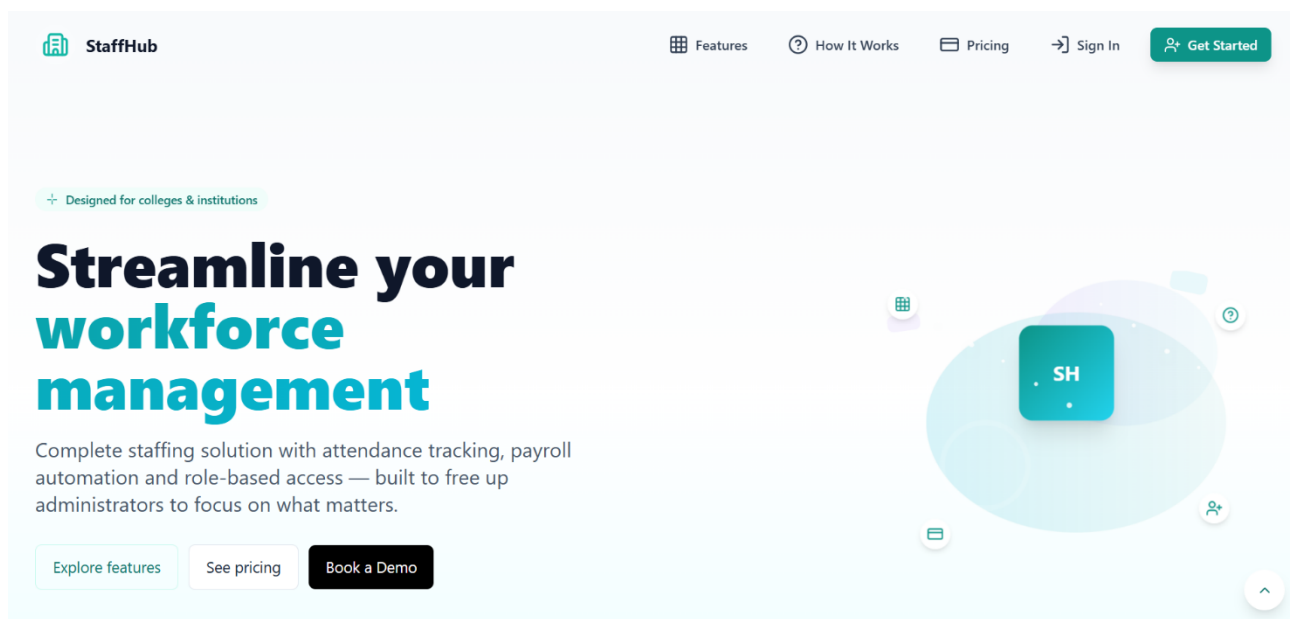 StaffHub
Features
How It Works
Pricing
Sign In
Get Started
Designed for colleges & institutions
Streamline your
workforce
management
Complete staffing solution with attendance tracking, payroll
automation and role-based access — built to free up
administrators to focus on what matters.
Explore features
See pricing
Book a Demo
SH